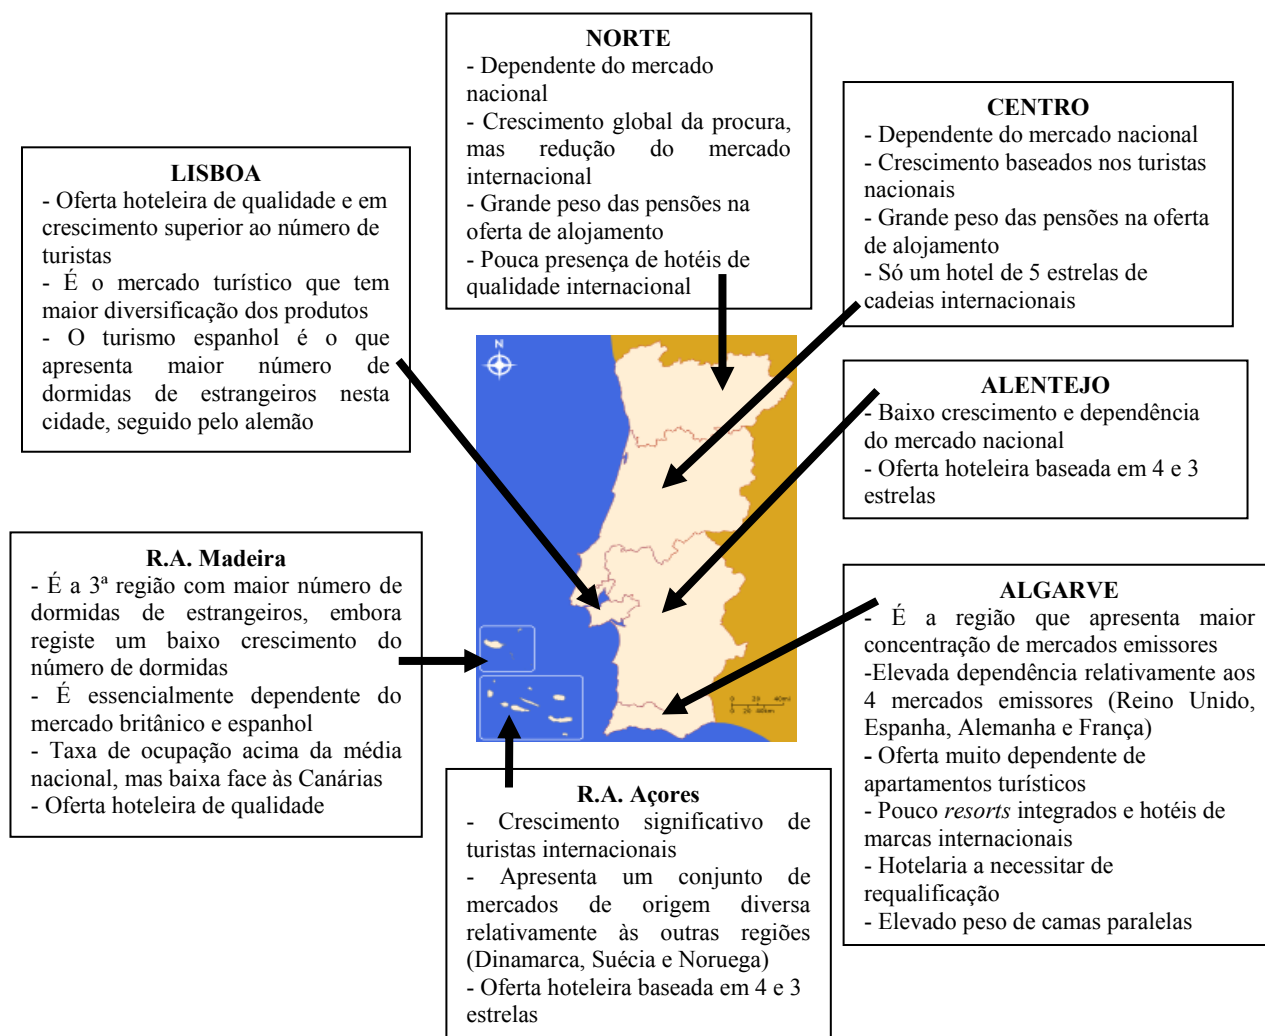 NORTE
- Dependente do mercado
nacional
- Crescimento global da procura,
mas redução do mercado
internacional
- Grande peso das pensões na
oferta de alojamento
- Pouca presença de hotéis de
qualidade internacional
CENTRO
- Dependente do mercado nacional
- Crescimento baseados nos turistas
nacionais
- Grande peso das pensões na oferta
de alojamento
- Só um hotel de 5 estrelas de
cadeias internacionais
LISBOA
- Oferta hoteleira de qualidade e em
crescimento superior ao número de
turistas
- É o mercado turístico que tem
maior diversificação dos produtos
- O turismo espanhol é o que
apresenta maior número de
dormidas de estrangeiros nesta
cidade, seguido pelo alemão
N
ALENTEJO
- Baixo crescimento e dependência
do mercado nacional
- Oferta hoteleira baseada em 4 e 3
estrelas
R.A. Madeira
- É a 3ª região com maior número de
dormidas de estrangeiros, embora
registe um baixo crescimento do
número de dormidas
- É essencialmente dependente do
mercado britânico e espanhol
- Taxa de ocupação acima da média
nacional, mas baixa face às Canárias
- Oferta hoteleira de qualidade
ALGARVE
- É a região que apresenta maior
concentração de mercados emissores
-Elevada dependência relativamente aos
4 mercados emissores (Reino Unido,
Espanha, Alemanha e França)
- Oferta muito dependente de
apartamentos turísticos
- Pouco resorts integrados e hotéis de
marcas internacionais
- Hotelaria a necessitar de
requalificação
- Elevado peso de camas paralelas
R.A. Açores
- Crescimento significativo de
turistas internacionais
- Apresenta um conjunto de
mercados de origem diversa
relativamente às outras regiões
(Dinamarca, Suécia e Noruega)
- Oferta hoteleira baseada em 4 e 3
estrelas